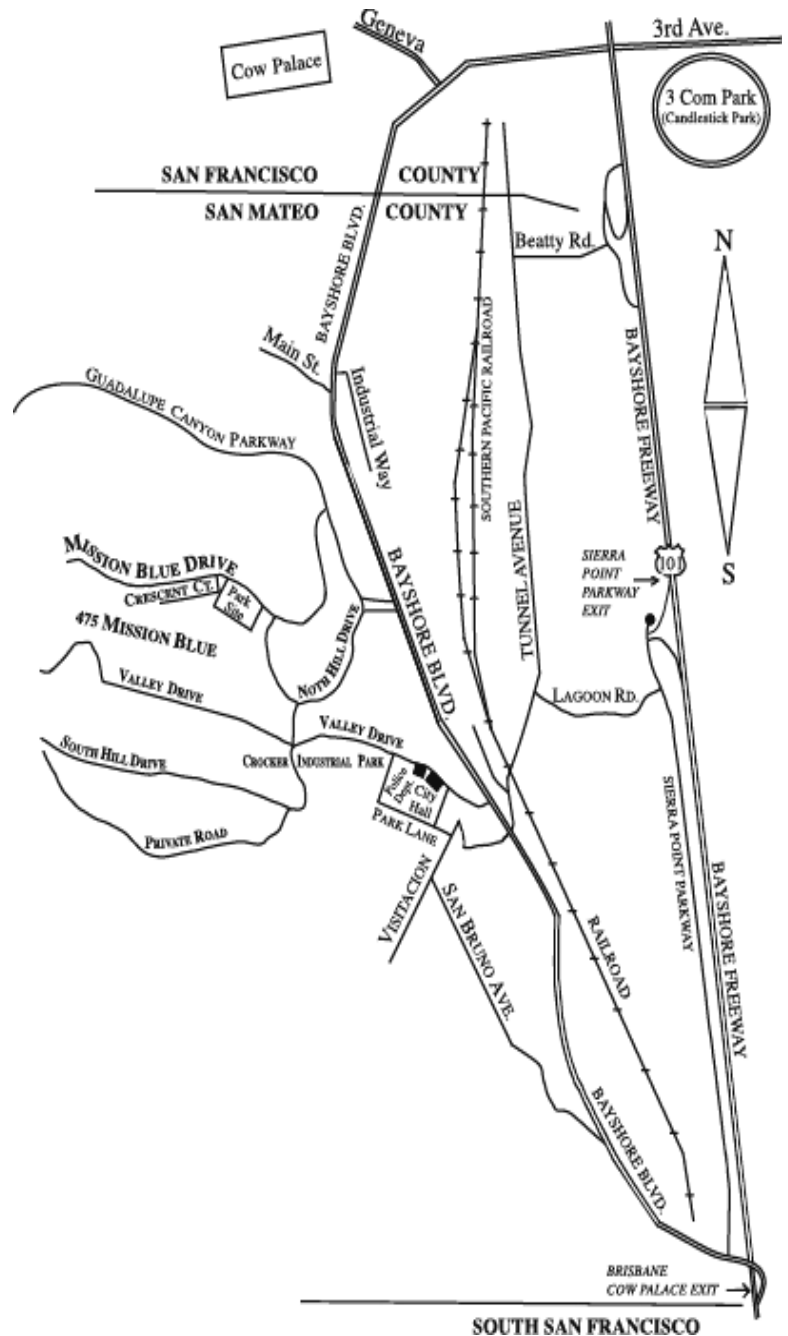 Geneva
3rd Ave.
Cow Palace
3 Com Park
(Candlestick Park)
SAN FRANCISCO COUNTY
SAN MATEO COUNTY
BAYSHORE BLVD.
Beatty Rd.
N
Main St.
Industrial Way
SOUTHERN PACIFIC RAILROAD
BAYSHORE FREEWAY
GUADALUPE CANYON PARKWAY
TUNNEL AVENUE
MISSION BLUE DRIVE
CRESCENT CT.
Park
Site
475 MISSION BLUE
BAYSHORE BLVD.
SIERRA
POINT
PARKWAY
EXIT
101
S
NOTH HILL DRIVE
VALLEY DRIVE
LAGOON RD.
VALLEY DRIVE
SOUTH HILL DRIVE
CROCKER INDUSTRIAL PARK
Police
Dept.
City
Hall
PARK LANE
PRIVATE ROAD
SIERRA POINT PARKWAY
BAYSHORE FREEWAY
VISITACION
SAN BRUNO AVE.
RAILROAD
BAYSHORE BLVD.
BRISBANE
COW PALACE EXIT
SOUTH SAN FRANCISCO